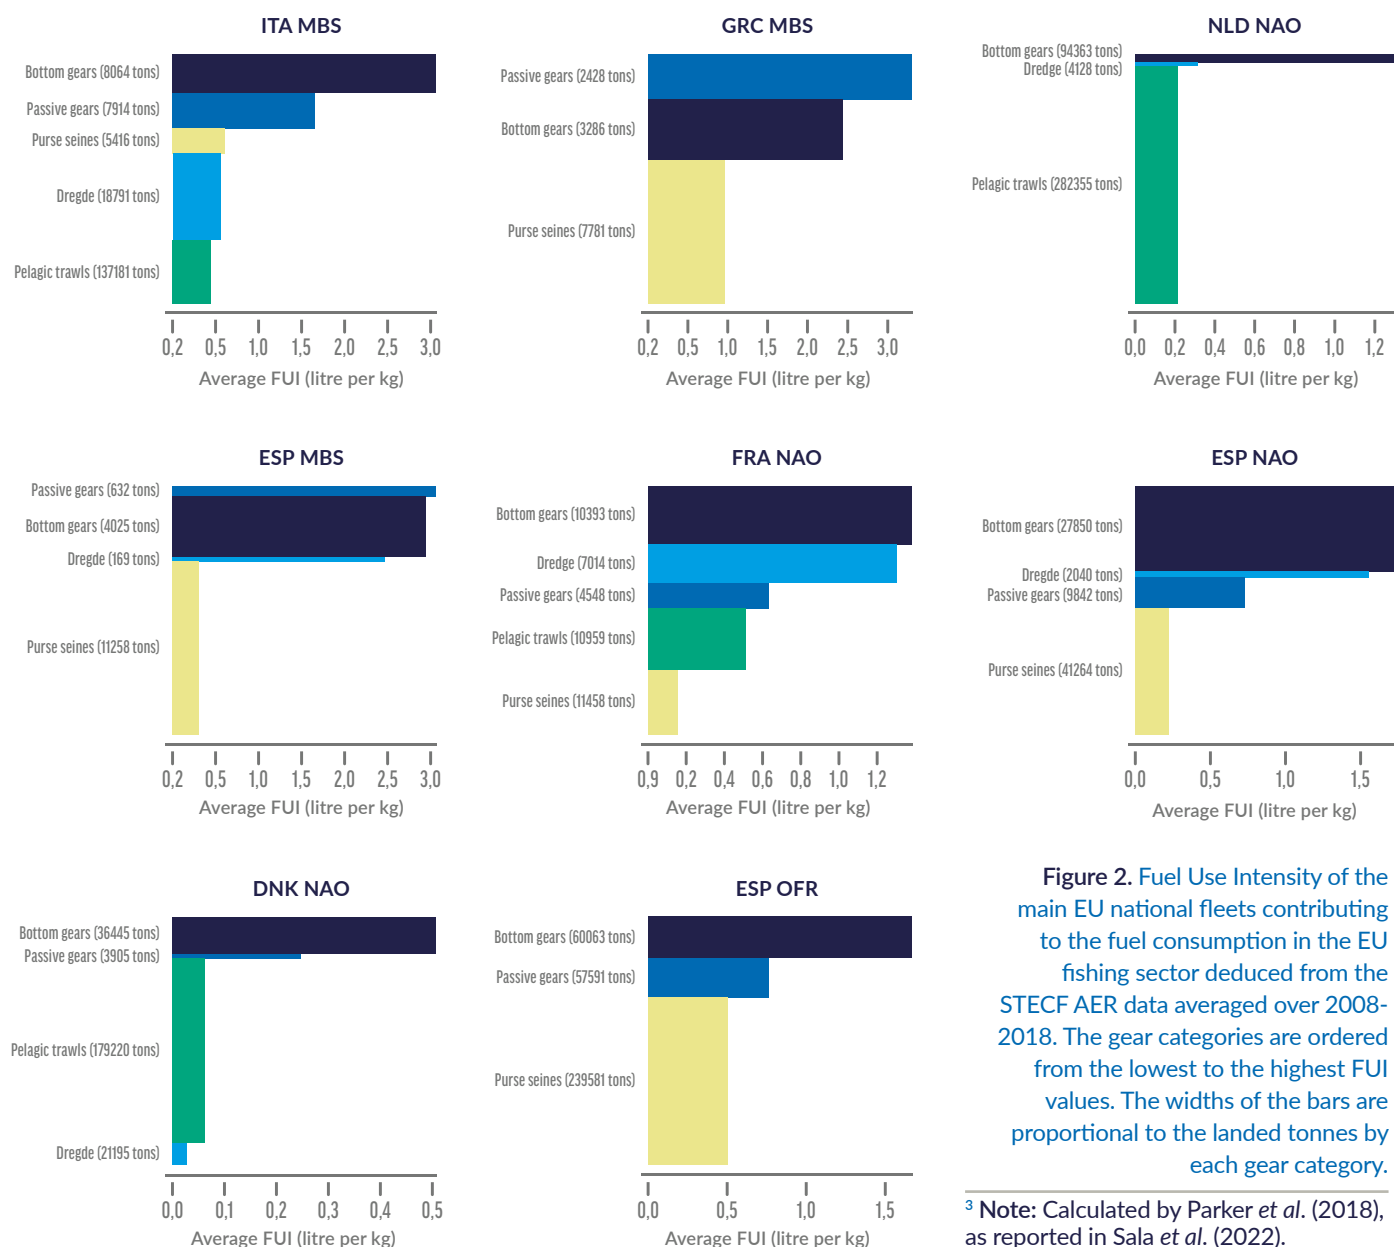 ITA MBS
Bottom gears (8064 tons)
Passive gears (7914 tons)
Purse seines (5416 tons)
Dregde (18791 tons)
Pelagic trawls (137181 tons)
0,2 0,5 1,0 1,5 2,0 2,5 3,0
Average FUI (litre per kg)
GRC MBS
Passive gears (2428 tons)
Bottom gears (3286 tons)
Purse seines (7781 tons)
0,2 0,5 1,0 1,5 2,0 2,5 3,0
Average FUI (litre per kg)
NLD NAO
Bottom gears (94363 tons)
Dredge (4128 tons)
Pelagic trawls (282355 tons)
0,0 0,2 0,4 0,6 0,8 1,0 1,2
Average FUI (litre per kg)
ESP MBS
Passive gears (632 tons)
Bottom gears (4025 tons)
Dregde (169 tons)
Purse seines (11258 tons)
0,2 0,5 1,0 1,5 2,0 2,5 3,0
Average FUI (litre per kg)
FRA NAO
Bottom gears (10393 tons)
Dredge (7014 tons)
Passive gears (4548 tons)
Pelagic trawls (10959 tons)
Purse seines (11458 tons)
0,9 0,2 0,4 0,6 0,8 1,0 1,2
Average FUI (litre per kg)
ESP NAO
Bottom gears (27850 tons)
Dregde (2040 tons)
Passive gears (9842 tons)
Purse seines (41264 tons)
0,0 0,5 1,0 1,5
Average FUI (litre per kg)
DNK NAO
Bottom gears (36445 tons)
Passive gears (3905 tons)
Pelagic trawls (179220 tons)
Dregde (21195 tons)
0,0 0,1 0,2 0,3 0,4 0,5
Average FUI (litre per kg)
ESP OFR
Bottom gears (60063 tons)
Passive gears (57591 tons)
Purse seines (239581 tons)
0,0 0,5 1,0 1,5
Average FUI (litre per kg)
Figure 2. Fuel Use Intensity of the
main EU national fleets contributing
to the fuel consumption in the EU
fishing sector deduced from the
STECF AER data averaged over 2008-
2018. The gear categories are ordered
from the lowest to the highest FUI
values. The widths of the bars are
proportional to the landed tonnes by
each gear category.
³ Note: Calculated by Parker et al. (2018),
as reported in Sala et al. (2022).